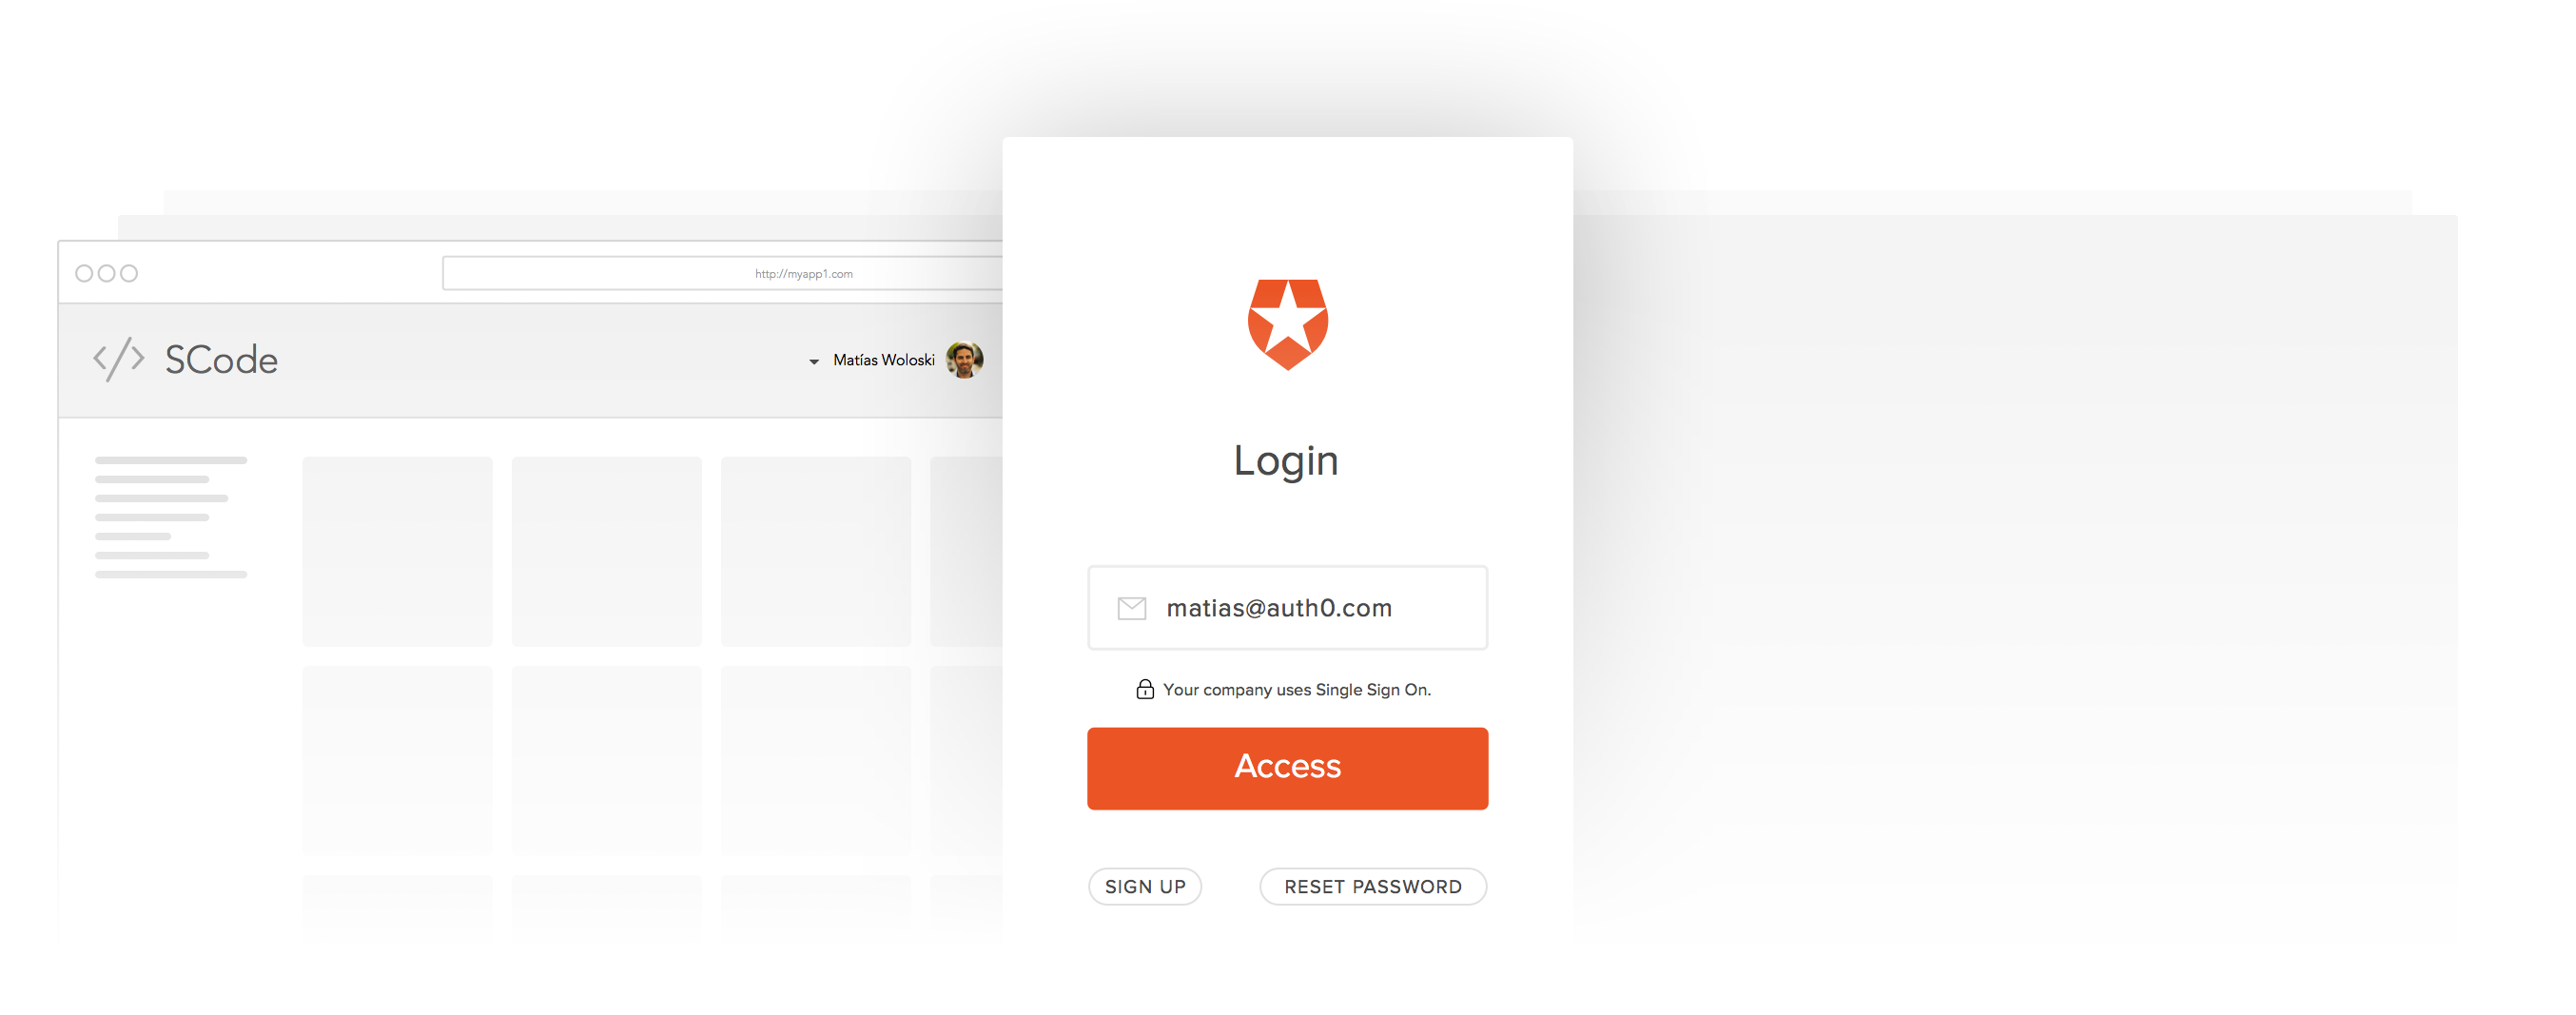 http://myapp1.com
SCode
Matías Woloski
Login
matias@auth0.com
Your company uses Single Sign On.
Access
SIGN UP
RESET PASSWORD